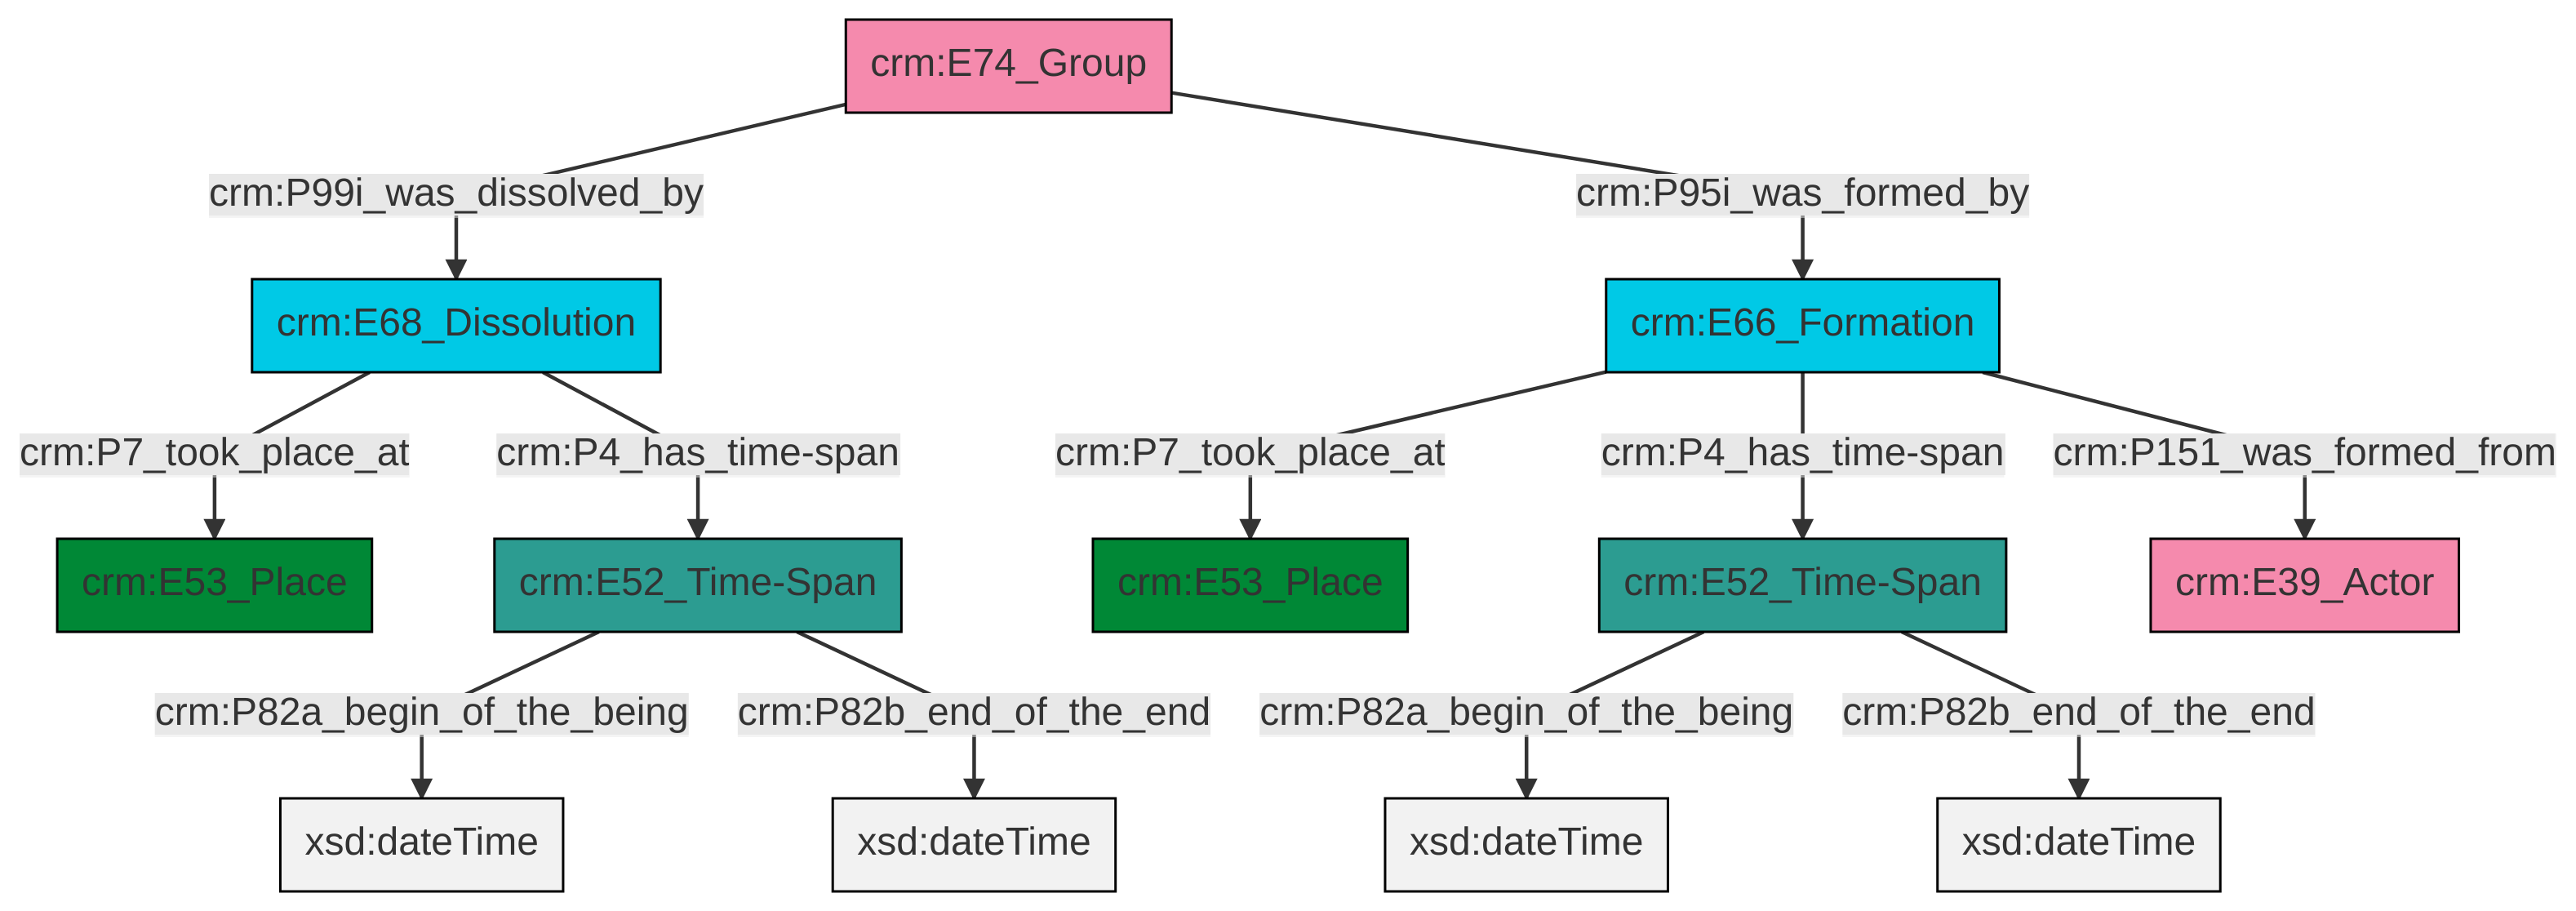 crm:E74_Group
crm:P99i_was_dissolved_by
crm:P95i_was_formed_by
crm:E68_Dissolution
crm:E66_Formation
crm:P7_took_place_at
crm:P4_has_time-span
crm:P7_took_place_at
crm:P4_has_time-span
crm:P151_was_formed_from
crm:E53_Place
crm:E52_Time-Span
crm:E53_Place
crm:E52_Time-Span
crm:E39_Actor
crm:P82a_begin_of_the_being
crm:P82b_end_of_the_end
crm:P82a_begin_of_the_being
crm:P82b_end_of_the_end
xsd:dateTime
xsd:dateTime
xsd:dateTime
xsd:dateTime